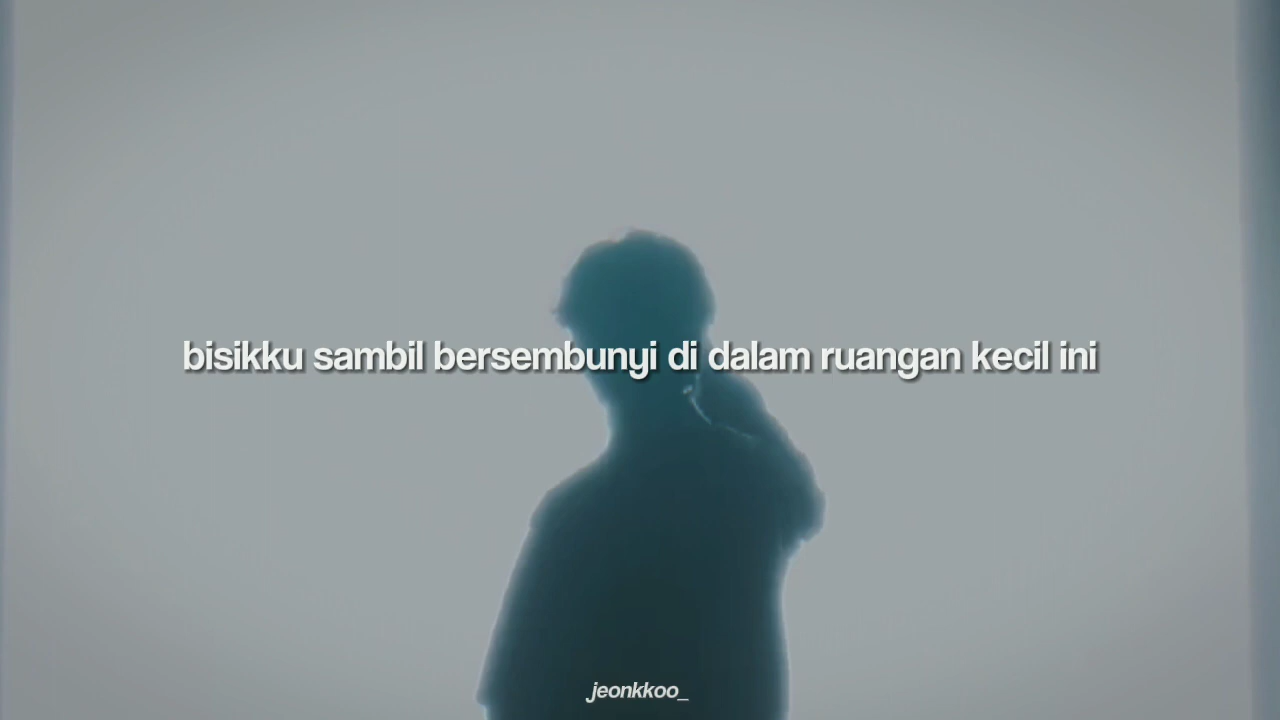 bisikku sambil bersembunyi di dalam ruangan kecil ini
jeonkkoo_